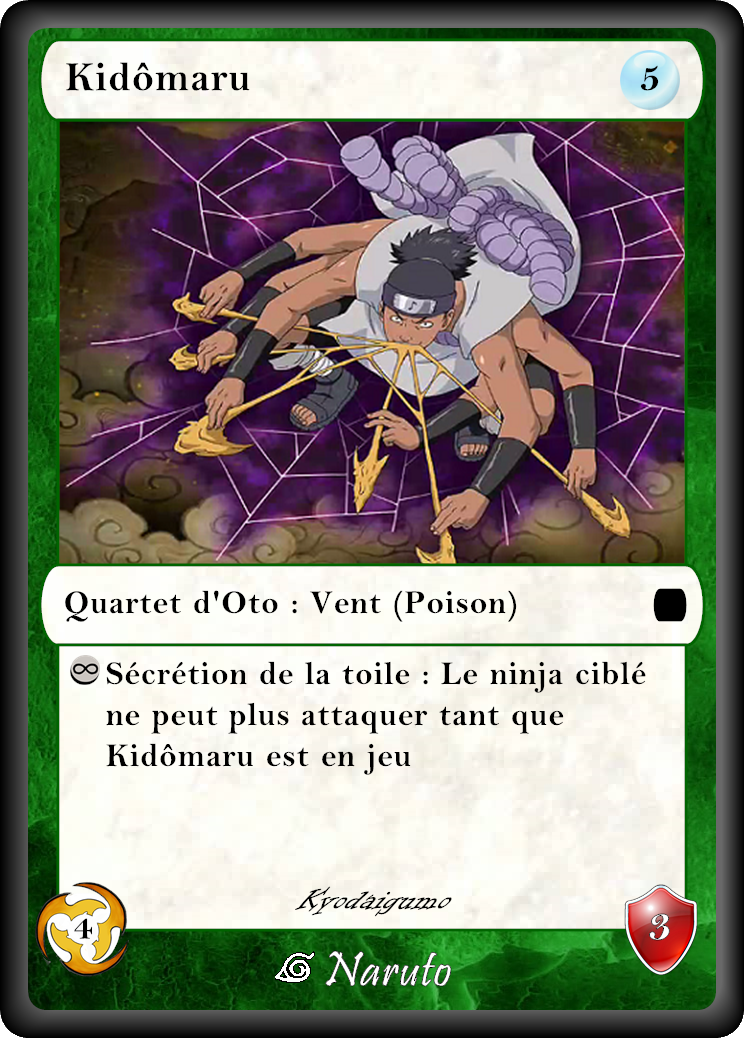 Kidômaru
5
Quartet d'Oto : Vent (Poison)
Sécrétion de la toile : Le ninja ciblé
ne peut plus attaquer tant que
Kidômaru est en jeu
Kyodaigumo
4
3
Naruto